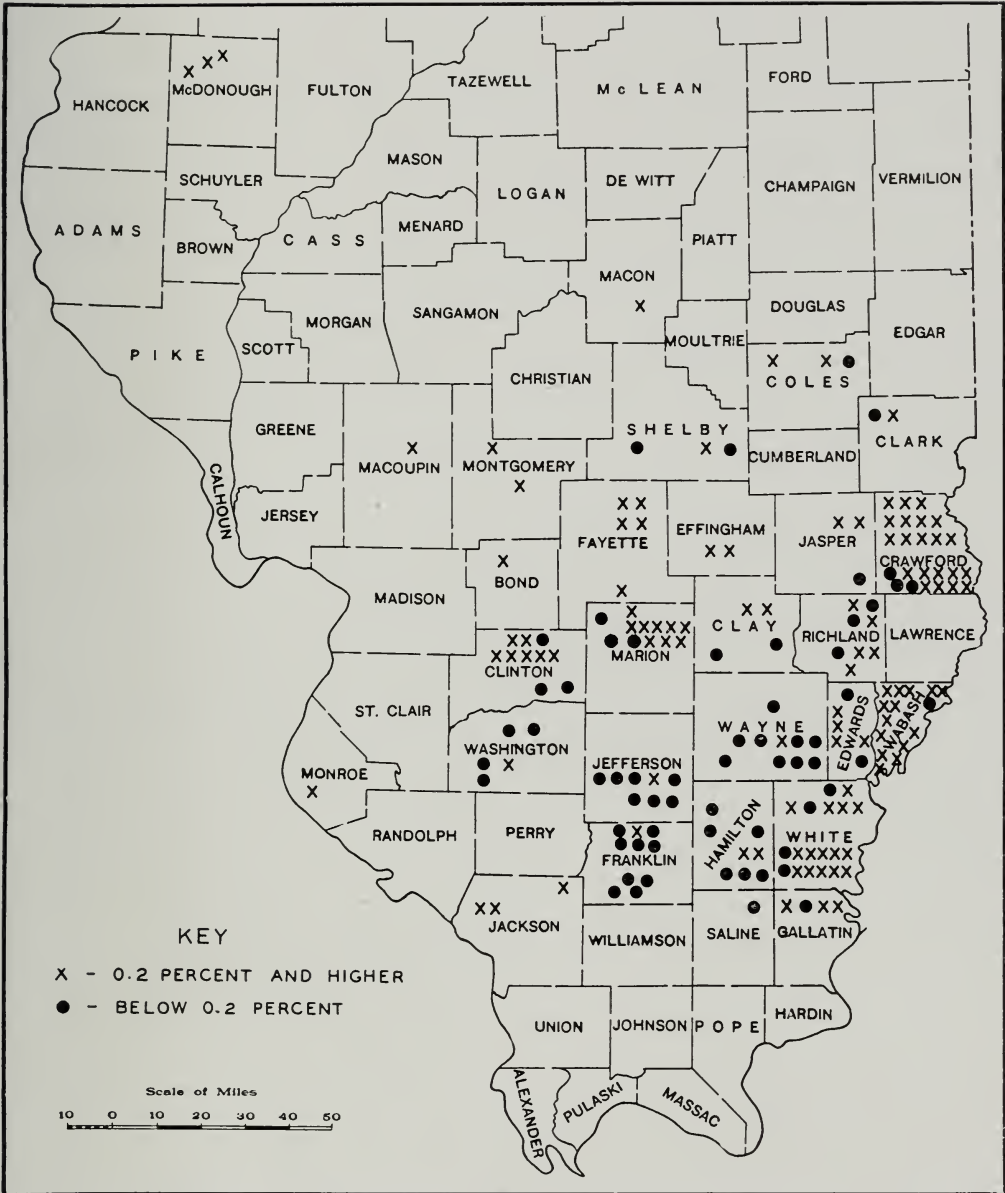 TAZEWELL
McLEAN
FORD
McDONOUGH
FULTON
HANCOCK
MASON
SCHUYLER
LOGAN
DE WITT
CHAMPAIGN
VERMILION
ADAMS
BROWN
CASS
MENARD
PIATT
MACON
SANGAMON
DOUGLAS
MORGAN
EDGAR
SCOTT
MOULTRIE
PIKE
CHRISTIAN
COLES
GREENE
SHELBY
CLARK
MACOUPIN
MONTGOMERY
CUMBERLAND
CALHOUN
JERSEY
EFFINGHAM
FAYETTE
JASPER
CRAWFORD
BOND
MADISON
CLAY
RICHLAND
LAWRENCE
MARION
CLINTON
ST. CLAIR
WAYNE
EDWARDS
WABASH
WASHINGTON
JEFFERSON
MONROE
RANDOLPH
PERRY
HAMILTON
WHITE
FRANKLIN
JACKSON
WILLIAMSON
SALINE
GALLATIN
KEY
X - 0.2 PERCENT AND HIGHER
● - BELOW 0.2 PERCENT
UNION
JOHNSON
POPE
HARDIN
ALEXANDER
PULASKI
MASSAC
Scale of Miles
10 0 10 20 30 40 50